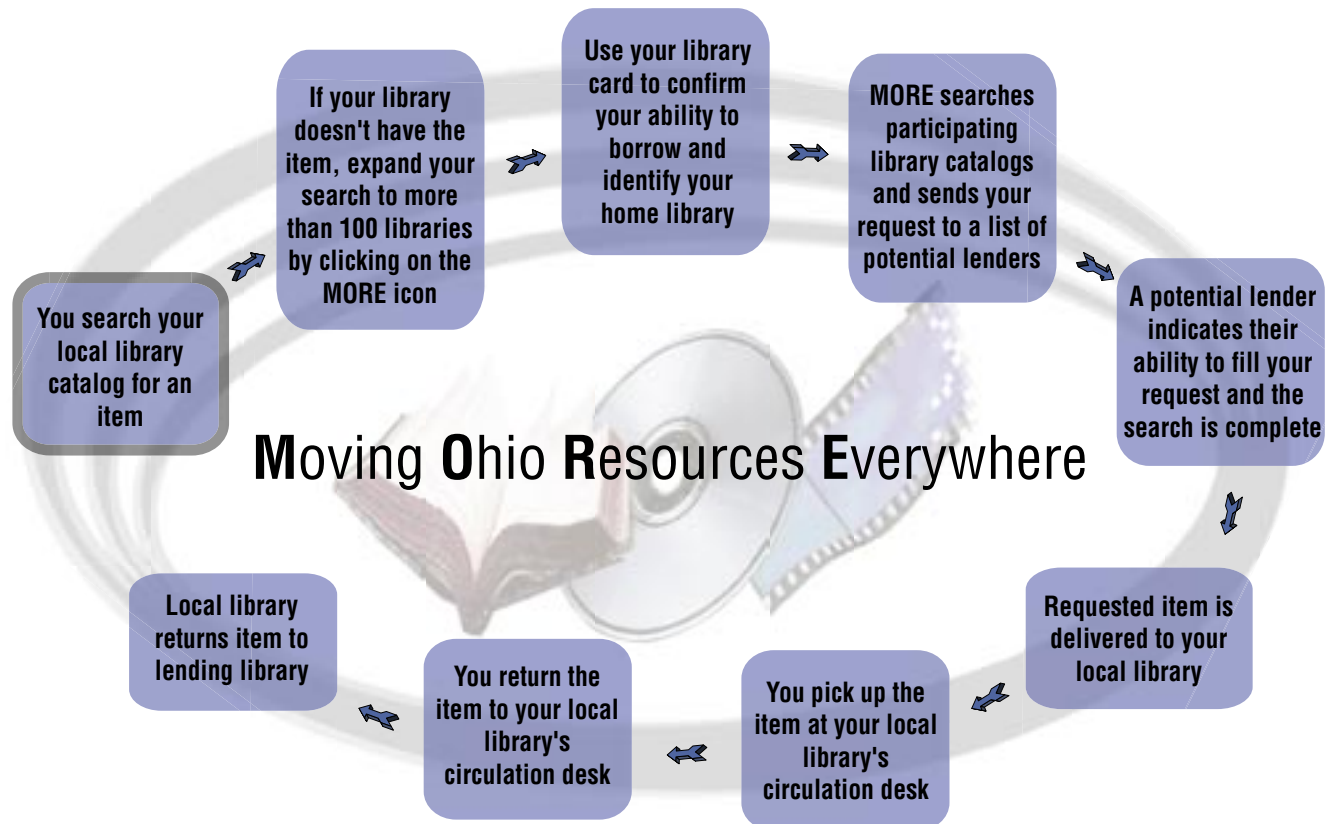 You search your
local library
catalog for an
item
If your library
doesn't have the
item, expand your
search to more
than 100 libraries
by clicking on the
MORE icon
Use your library
card to confirm
your ability to
borrow and
identify your
home library
MORE searches
participating
library catalogs
and sends your
request to a list of
potential lenders
A potential lender
indicates their
ability to fill your
request and the
search is complete
Moving Ohio Resources Everywhere
Requested item is
delivered to your
local library
You pick up the
item at your local
library's
circulation desk
You return the
item to your local
library's
circulation desk
Local library
returns item to
lending library